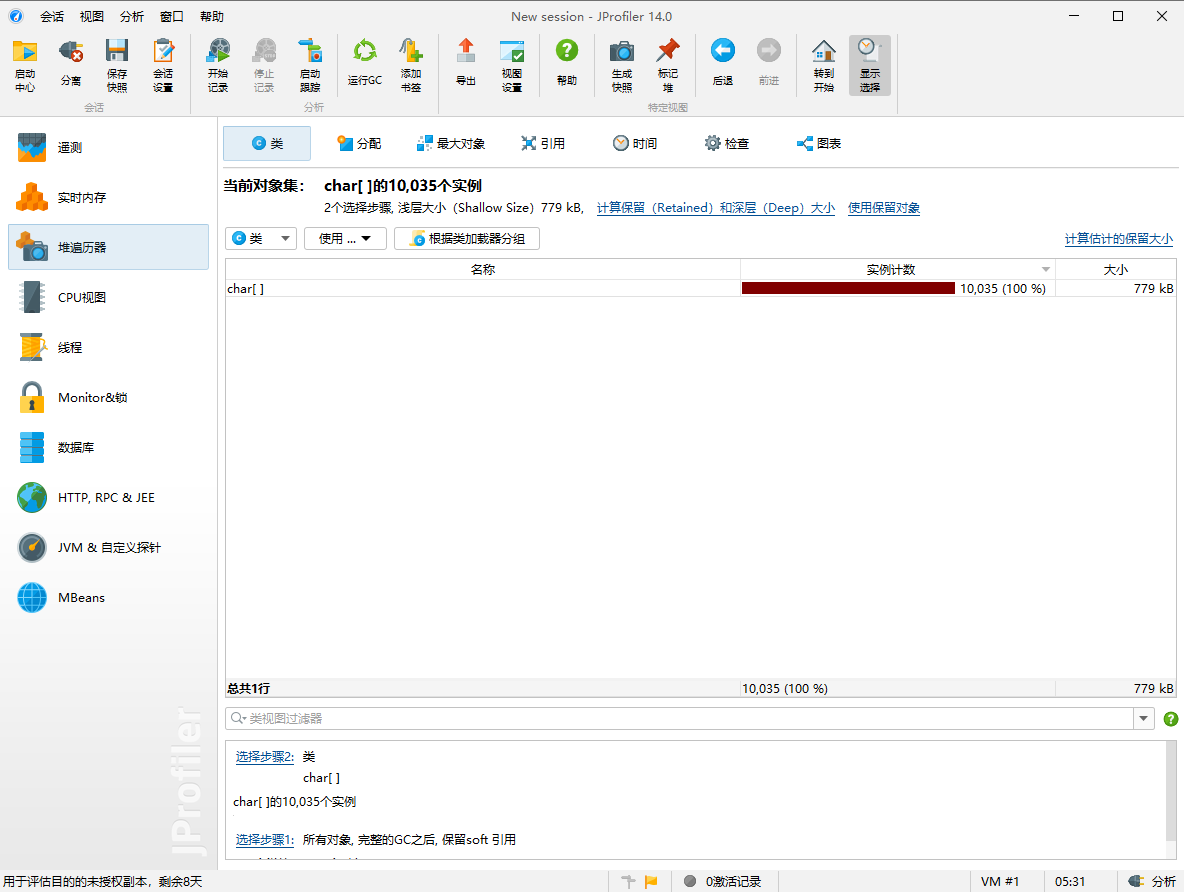 New session - JProfiler 14.0
会话 视图 分析 窗口 帮助
启动中心 分离 保存快照 会话设置 开始记录 停止记录 启动跟踪 运行GC 添加书签 导出 视图设置 帮助 生成快照 标记堆 后退 前进 转到开始 显示选择
会话 分析 特定视图
遥测
实时内存
堆遍历器
CPU视图
线程
Monitor&锁
数据库
HTTP, RPC & JEE
JVM & 自定义探针
MBeans
JProfiler
类 分配 最大对象 引用 时间 检查 图表
当前对象集： char[ ]的10,035个实例
2个选择步骤, 浅层大小（Shallow Size）779 kB, 计算保留（Retained）和深层（Deep）大小 使用保留对象
类 使用 ... 根据类加载器分组 计算估计的保留大小
名称 实例计数 大小
char[ ] 10,035 (100 %) 779 kB
总共1行 10,035 (100 %) 779 kB
类视图过滤器
选择步骤2: 类
char[ ]
char[ ]的10,035个实例
选择步骤1: 所有对象, 完整的GC之后, 保留soft 引用
用于评估目的的未授权副本，剩余8天 0激活记录 VM #1 05:31 分析